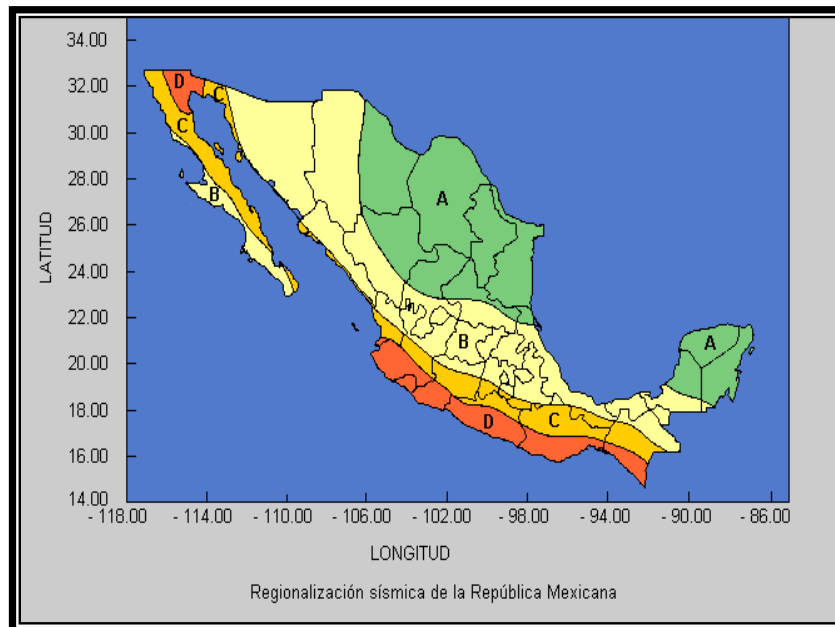 34.00
32.00
30.00
28.00
26.00
24.00
22.00
20.00
18.00
16.00
14.00
LATITUD
D
C
C
B
A
B
A
C
D
- 118.00 - 114.00 - 110.00 - 106.00 - 102.00 - 98.00 - 94.00 - 90.00 - 86.00
LONGITUD
Regionalización sísmica de la República Mexicana